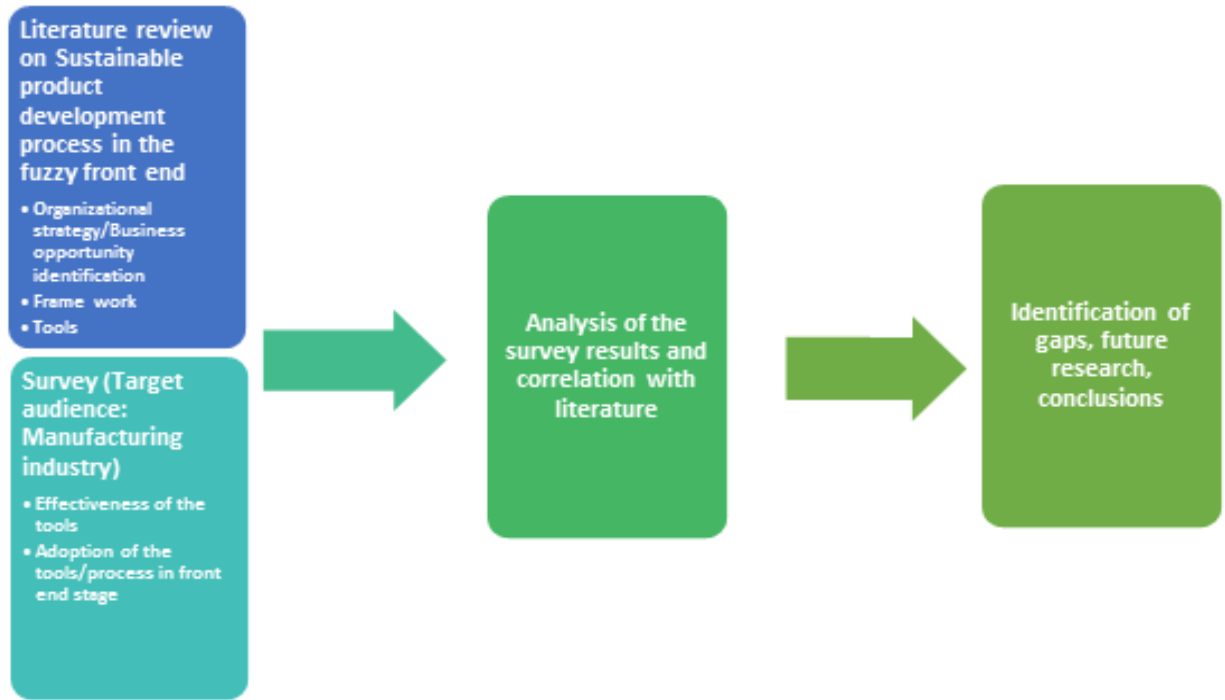 Literature review
on Sustainable
product
development
process in the
fuzzy front end
• Organizational
strategy/Business
opportunity
identification
• Frame work
• Tools
Survey (Target
audience:
Manufacturing
industry)
• Effectiveness of the
tools
• Adoption of the
tools/process in front
end stage
Analysis of the
survey results and
correlation with
literature
Identification of
gaps, future
research,
conclusions